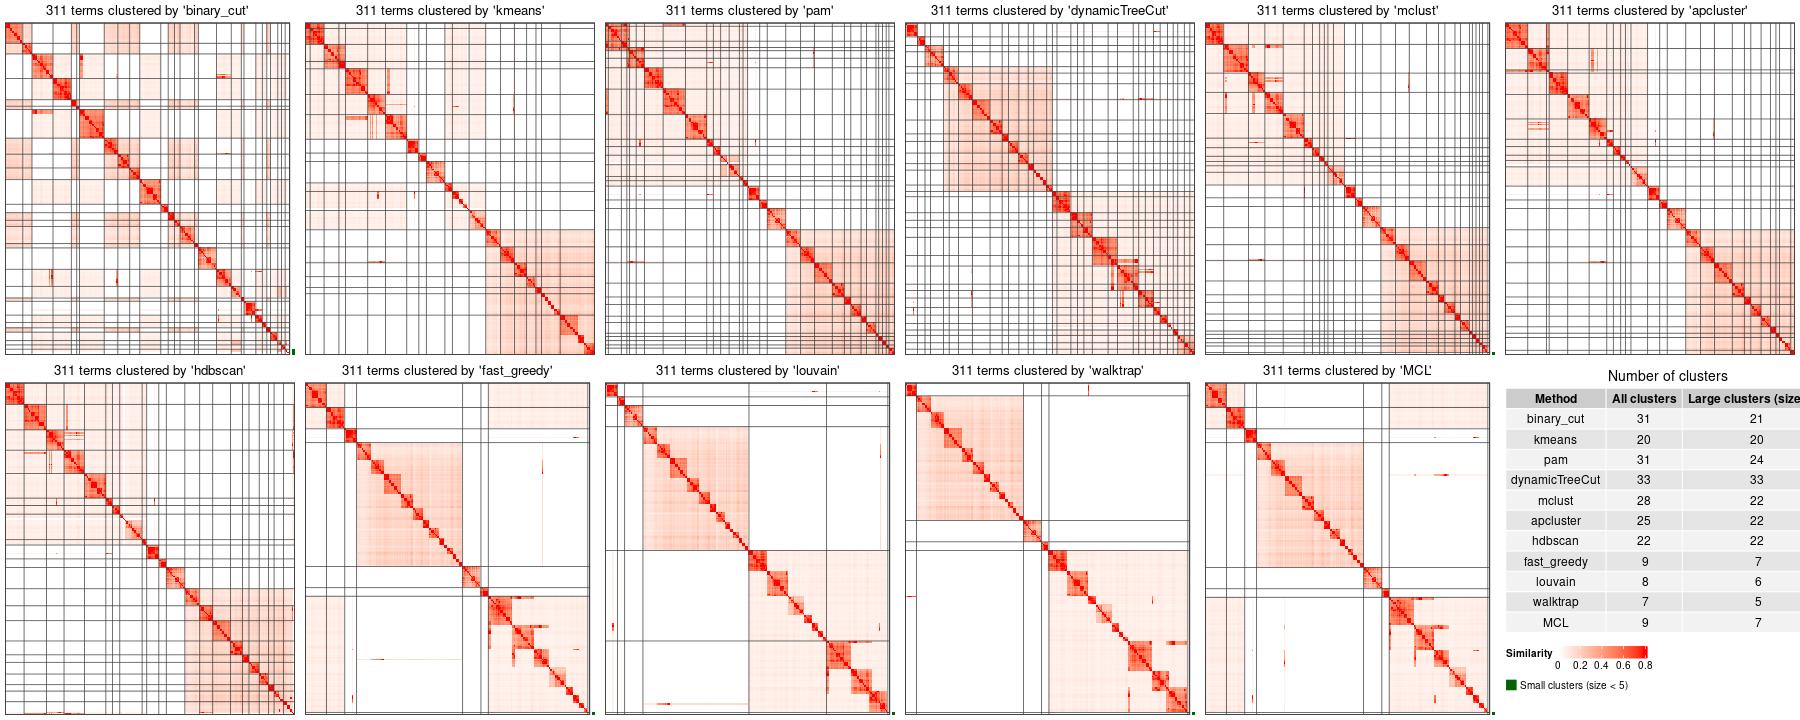 311 terms clustered by 'binary_cut'
311 terms clustered by 'kmeans'
311 terms clustered by 'pam'
311 terms clustered by 'dynamicTreeCut'
311 terms clustered by 'mclust'
311 terms clustered by 'apcluster'
311 terms clustered by 'hdbscan'
311 terms clustered by 'fast_greedy'
311 terms clustered by 'louvain'
311 terms clustered by 'walktrap'
311 terms clustered by 'MCL'
Number of clusters
Method All clusters Large clusters (size
binary_cut 31 21
kmeans 20 20
pam 31 24
dynamicTreeCut 33 33
mclust 28 22
apcluster 25 22
hdbscan 22 22
fast_greedy 9 7
louvain 8 6
walktrap 7 5
MCL 9 7
Similarity
0 0.2 0.4 0.6 0.8
Small clusters (size < 5)